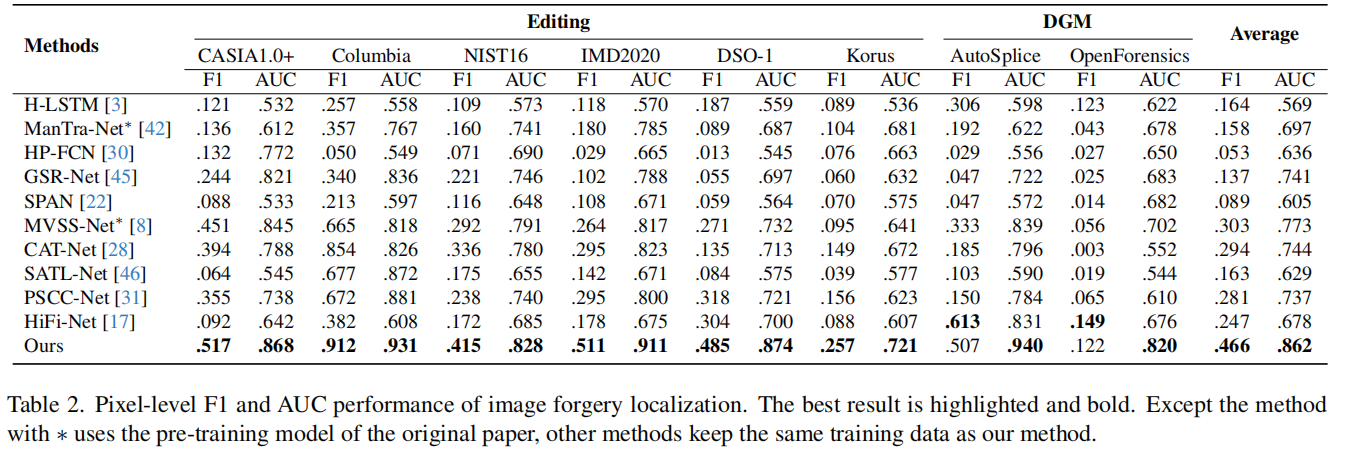 Methods Editing DGM Average
CASIA1.0+ Columbia NIST16 IMD2020 DSO-1 Korus AutoSplice OpenForensics
F1 AUC F1 AUC F1 AUC F1 AUC F1 AUC F1 AUC F1 AUC F1 AUC F1 AUC
H-LSTM [3] .121 .532 .257 .558 .109 .573 .118 .570 .187 .559 .089 .536 .306 .598 .123 .622 .164 .569
ManTra-Net* [42] .136 .612 .357 .767 .160 .741 .180 .785 .089 .687 .104 .681 .192 .622 .043 .678 .158 .697
HP-FCN [30] .132 .772 .050 .549 .071 .690 .029 .665 .013 .545 .076 .663 .029 .556 .027 .650 .053 .636
GSR-Net [45] .244 .821 .340 .836 .221 .746 .102 .788 .055 .697 .060 .632 .047 .722 .025 .683 .137 .741
SPAN [22] .088 .533 .213 .597 .116 .648 .108 .671 .059 .564 .070 .575 .047 .572 .014 .682 .089 .605
MVSS-Net* [8] .451 .845 .665 .818 .292 .791 .264 .817 .271 .732 .095 .641 .333 .839 .056 .702 .303 .773
CAT-Net [28] .394 .788 .854 .826 .336 .780 .295 .823 .135 .713 .149 .672 .185 .796 .003 .552 .294 .744
SATL-Net [46] .064 .545 .677 .872 .175 .655 .142 .671 .084 .575 .039 .577 .103 .590 .019 .544 .163 .629
PSCC-Net [31] .355 .738 .672 .881 .238 .740 .295 .800 .318 .721 .156 .623 .150 .784 .065 .610 .281 .737
HiFi-Net [17] .092 .642 .382 .608 .172 .685 .178 .675 .304 .700 .088 .607 .613 .831 .149 .676 .247 .678
Ours .517 .868 .912 .931 .415 .828 .511 .911 .485 .874 .257 .721 .507 .940 .122 .820 .466 .862
Table 2. Pixel-level F1 and AUC performance of image forgery localization. The best result is highlighted and bold. Except the method
with * uses the pre-training model of the original paper, other methods keep the same training data as our method.